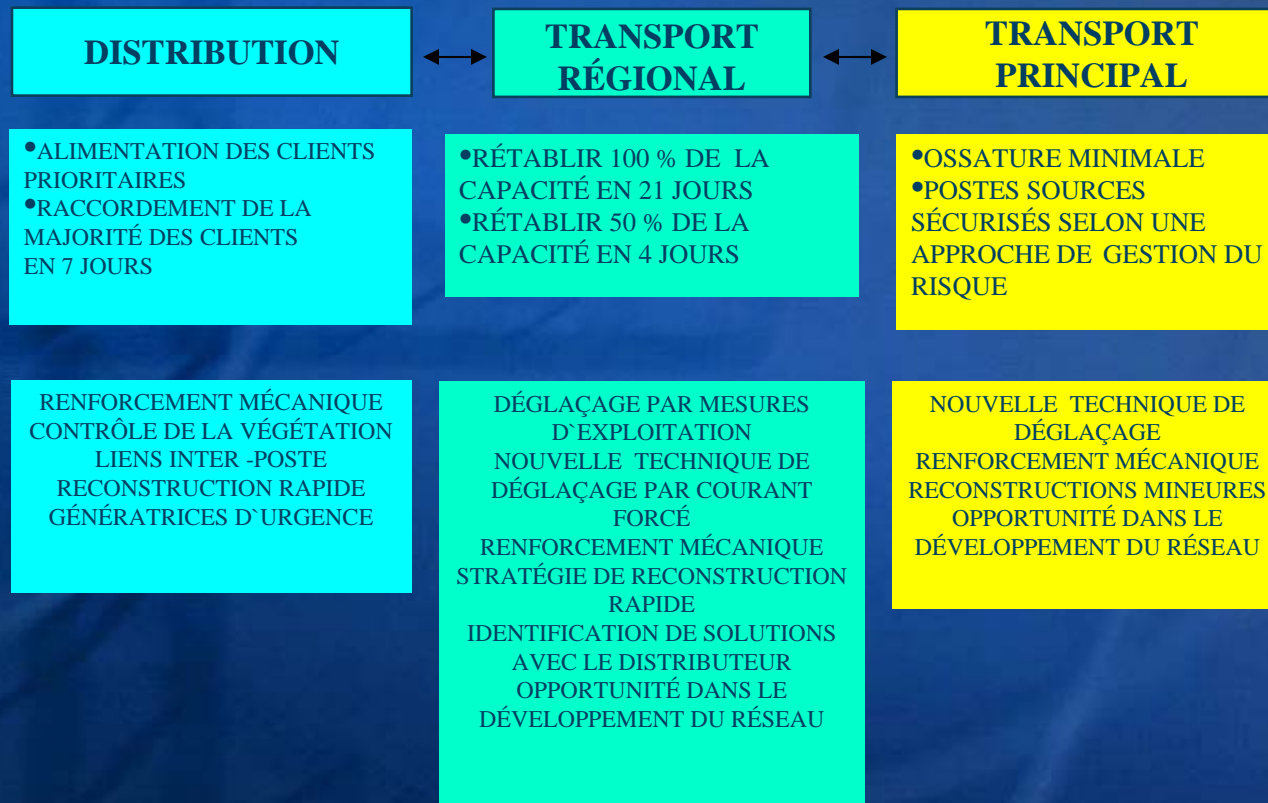 DISTRIBUTION
TRANSPORT
RÉGIONAL
TRANSPORT
PRINCIPAL
•ALIMENTATION DES CLIENTS
PRIORITAIRES
•RACCORDEMENT DE LA
MAJORITÉ DES CLIENTS
EN 7 JOURS
•RÉTABLIR 100 % DE LA
CAPACITÉ EN 21 JOURS
•RÉTABLIR 50 % DE LA
CAPACITÉ EN 4 JOURS
•OSSATURE MINIMALE
•POSTES SOURCES
SÉCURISÉS SELON UNE
APPROCHE DE GESTION DU
RISQUE
RENFORCEMENT MÉCANIQUE
CONTRÔLE DE LA VÉGÉTATION
LIENS INTER -POSTE
RECONSTRUCTION RAPIDE
GÉNÉRATRICES D`URGENCE
DÉGLAÇAGE PAR MESURES
D`EXPLOITATION
NOUVELLE TECHNIQUE DE
DÉGLAÇAGE PAR COURANT
FORCÉ
RENFORCEMENT MÉCANIQUE
STRATÉGIE DE RECONSTRUCTION
RAPIDE
IDENTIFICATION DE SOLUTIONS
AVEC LE DISTRIBUTEUR
OPPORTUNITÉ DANS LE
DÉVELOPPEMENT DU RÉSEAU
NOUVELLE TECHNIQUE DE
DÉGLAÇAGE
RENFORCEMENT MÉCANIQUE
RECONSTRUCTIONS MINEURES
OPPORTUNITÉ DANS LE
DÉVELOPPEMENT DU RÉSEAU